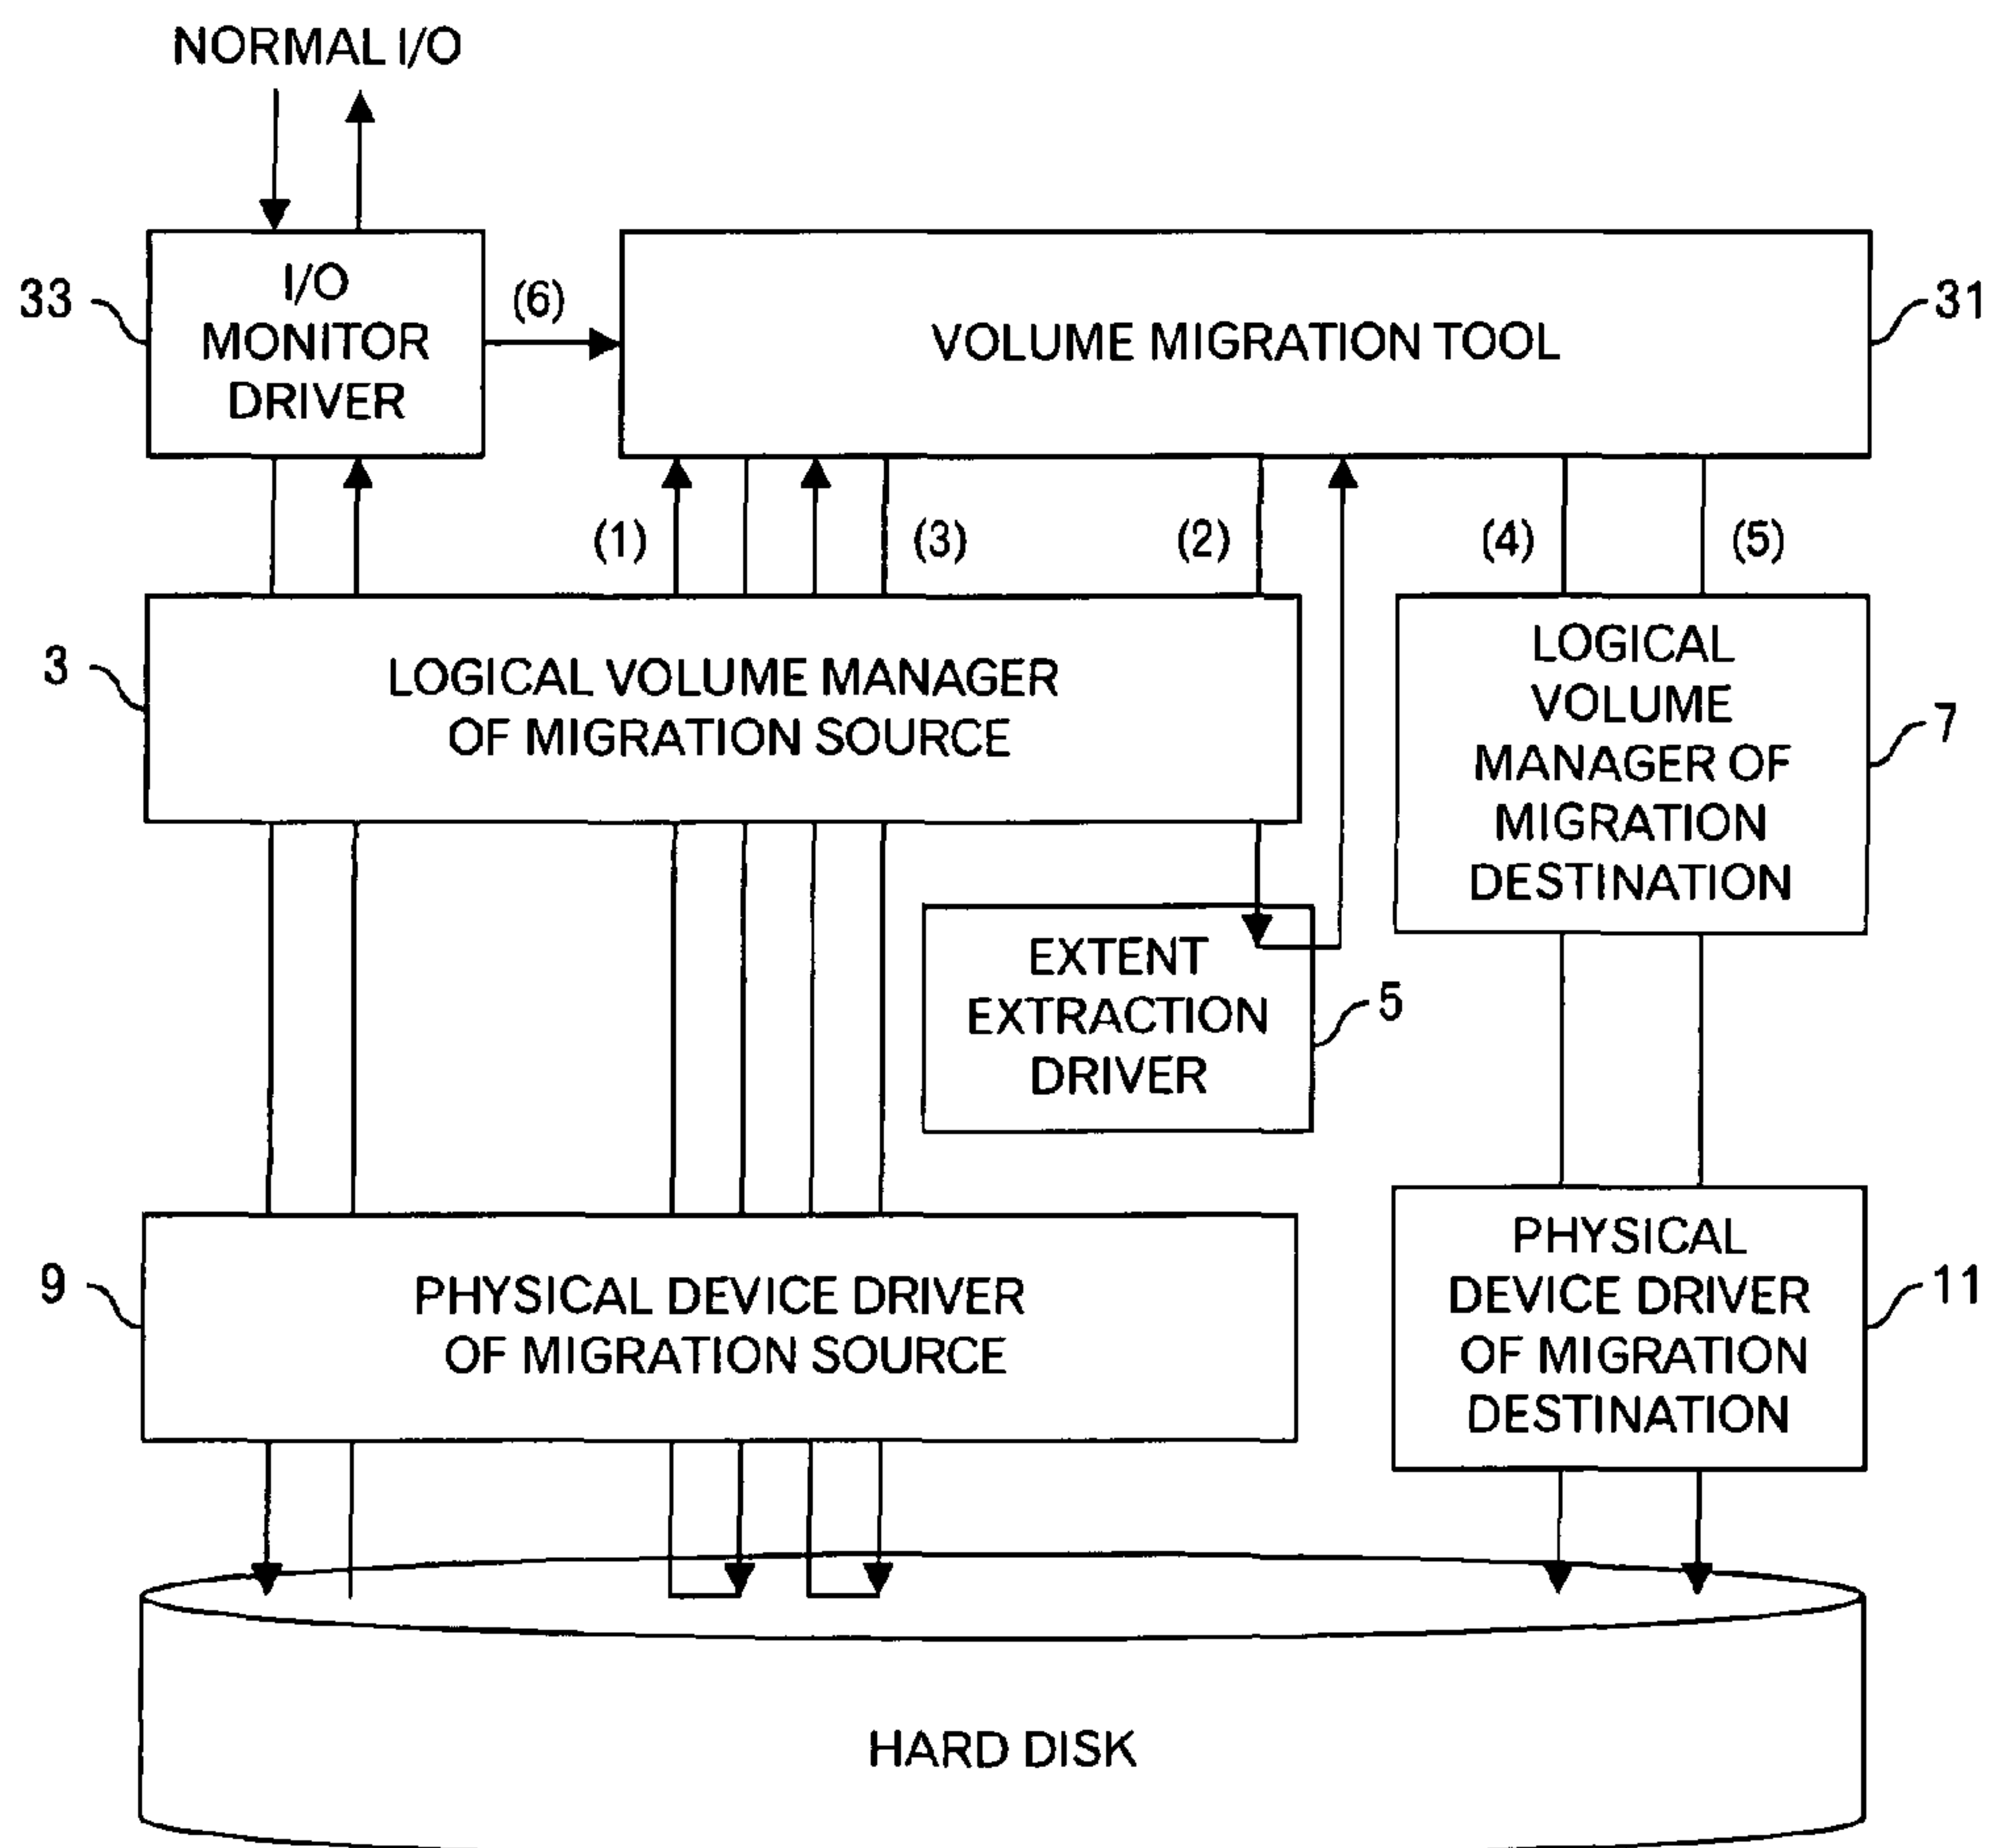 NORMAL I/O
33
I/O
MONITOR
DRIVER
(6)
VOLUME MIGRATION TOOL
31
(1)
(3)
(2)
(4)
(5)
3
LOGICAL VOLUME MANAGER
OF MIGRATION SOURCE
LOGICAL
VOLUME
MANAGER OF
MIGRATION
DESTINATION
7
EXTENT
EXTRACTION
DRIVER
5
9
PHYSICAL DEVICE DRIVER
OF MIGRATION SOURCE
PHYSICAL
DEVICE DRIVER
OF MIGRATION
DESTINATION
11
HARD DISK